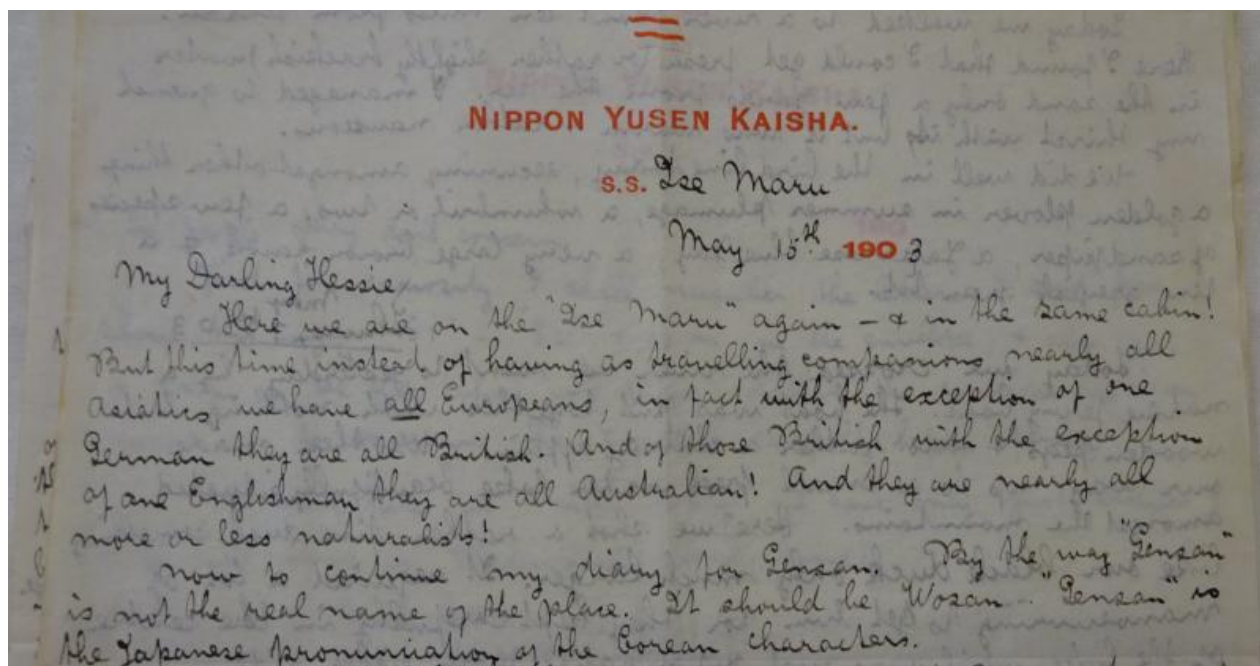 NIPPON YUSEN KAISHA.
S.S. Ise Maru
May 15th 1903
My Darling Hessie
Here we are on the "Ise Maru" again - & in the same cabin!
But this time instead of having as travelling companions nearly all
Asiatics, we have all Europeans, in fact with the exception of one
German they are all British. And of those British with the exception
of one Englishman they are all Australian! And they are nearly all
more or less naturalists!
Now to continue my diary for Gensan. By the way "Gensan"
is not the real name of the place. It should be Wosan. "Gensan" is
the Japanese pronunciation of the Corean characters.